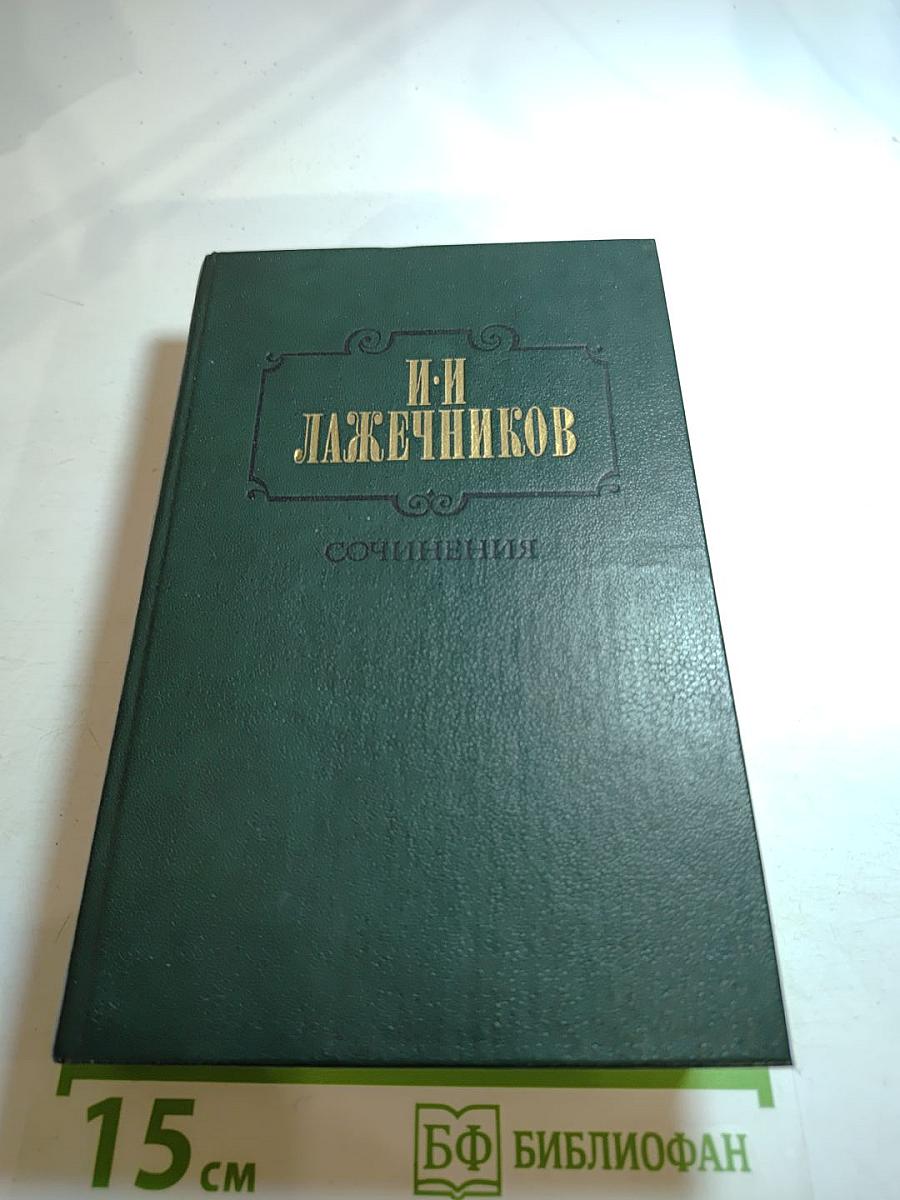 И·И
ЛАЖЕЧНИКОВ
СОЧИНЕНИЯ
15 см
БФ БИБЛИОФАН